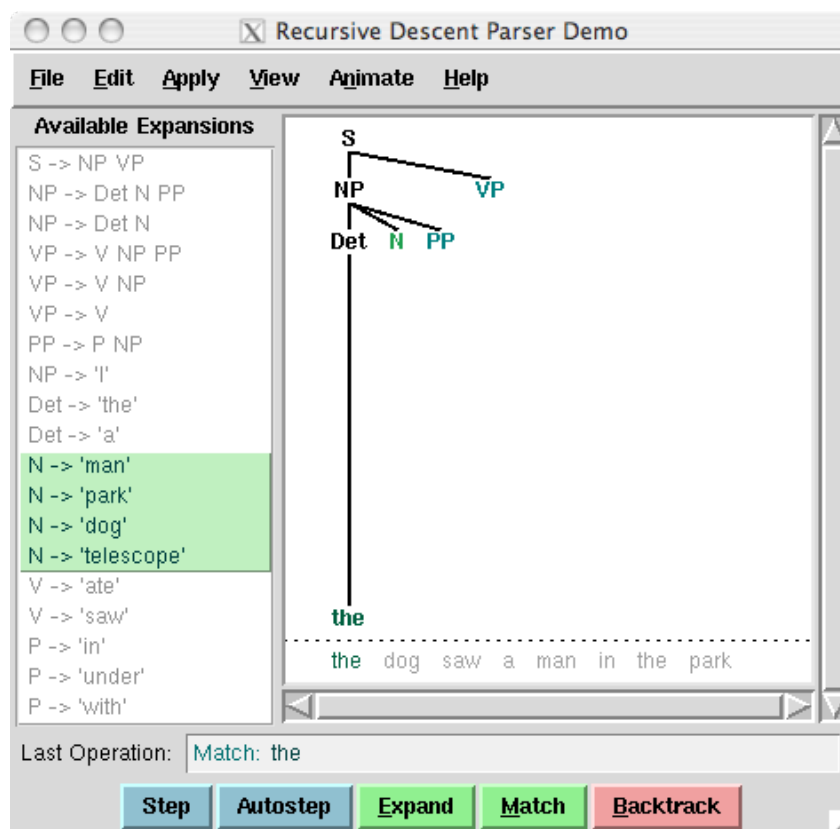 Recursive Descent Parser Demo
File Edit Apply View Animate Help
Available Expansions
S -> NP VP
NP -> Det N PP
NP -> Det N
VP -> V NP PP
VP -> V NP
VP -> V
PP -> P NP
NP -> 'I'
Det -> 'the'
Det -> 'a'
N -> 'man'
N -> 'park'
N -> 'dog'
N -> 'telescope'
V -> 'ate'
V -> 'saw'
P -> 'in'
P -> 'under'
P -> 'with'
S
NP VP
Det N PP
the
the dog saw a man in the park
Last Operation: Match: the
Step Autostep Expand Match Backtrack